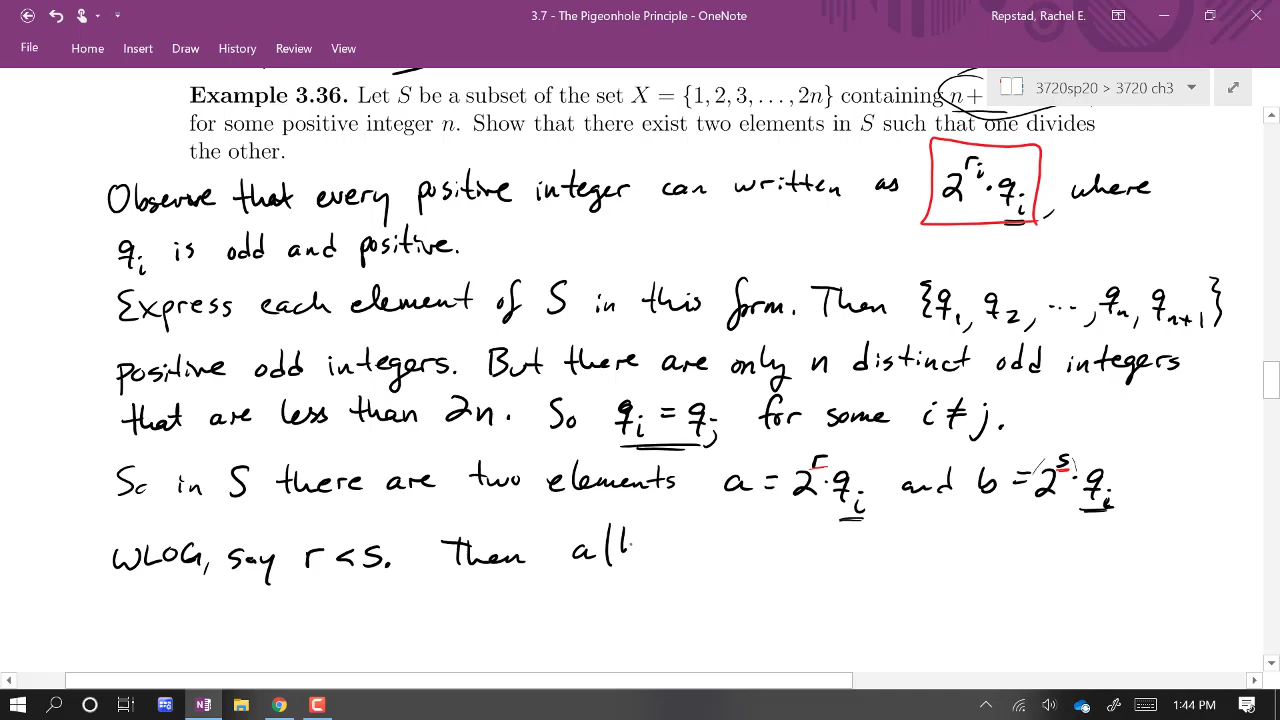 3.7 - The Pigeonhole Principle - OneNote
Repstad, Rachel E.
File Home Insert Draw History Review View
3720sp20 > 3720 ch3
Example 3.36. Let S be a subset of the set X = {1, 2, 3, . . . , 2n} containing n+
for some positive integer n. Show that there exist two elements in S such that one divides
the other.
Observe that every positive integer can written as 2^{r_i} · q_i, where
q_i is odd and positive.
Express each element of S in this form. Then {q_1, q_2, ..., q_n, q_{n+1}}
positive odd integers. But there are only n distinct odd integers
that are less than 2n. So q_i = q_j for some i ≠ j.
So in S there are two elements a = 2^r · q_i and b = 2^s · q_i
WLOG, say r < s. Then a |
1:44 PM